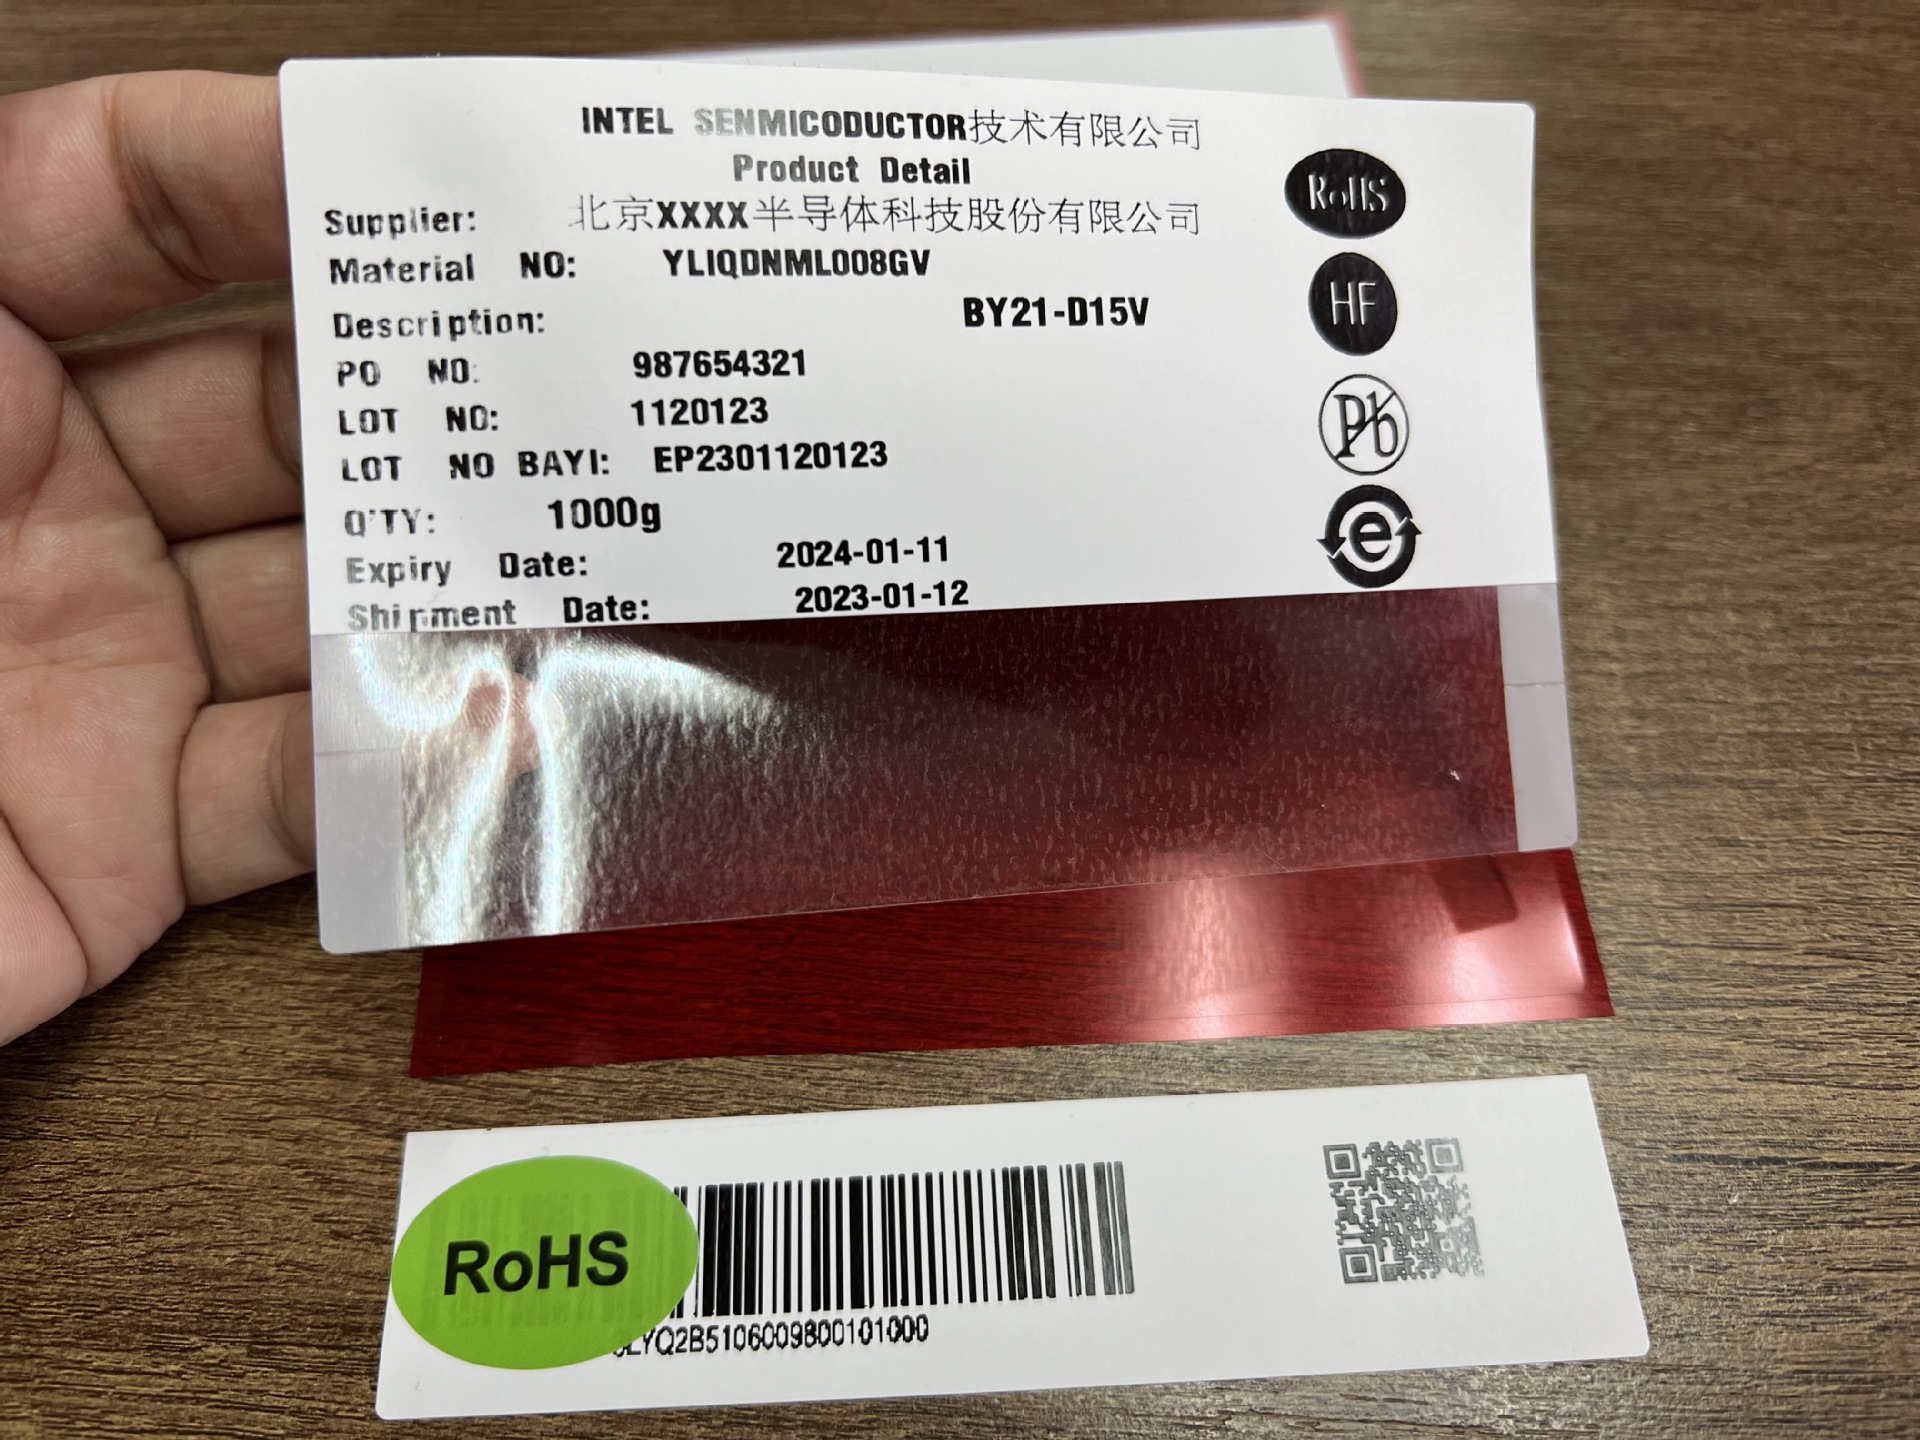 INTEL SENMICODUCTOR技术有限公司
Product Detail
Supplier: 北京XXXX半导体科技股份有限公司
Material NO: YLIQDNML008GV
Description: BY21-D15V
PO NO: 987654321
LOT NO: 1120123
LOT NO BAYI: EP2301120123
Q'TY: 1000g
Expiry Date: 2024-01-11
Shipment Date: 2023-01-12
RoHS
HF
Pb
e
RoHS